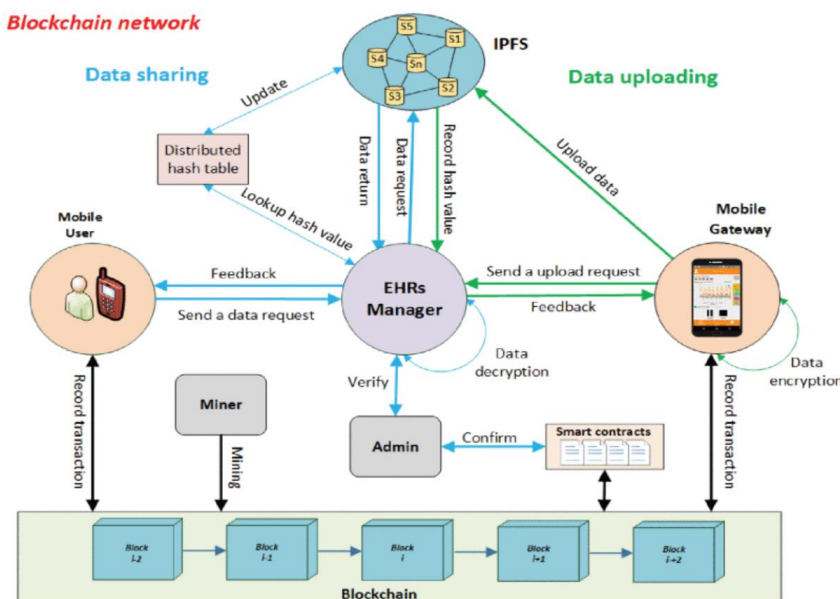 Blockchain network
IPFS
S5
S1
S4
Sn
S3
S2
Data sharing
Data uploading
Update
Distributed
hash table
Lookup hash value
Data return
Data request
Record hash value
Upload data
Mobile
User
Mobile
Gateway
Feedback
Send a data request
EHRs
Manager
Send a upload request
Feedback
Data
decryption
Data
encryption
Verify
Record transaction
Miner
Mining
Admin
Confirm
Smart contracts
Record transaction
Block
i-2
Block
i-1
Block
i
Block
i+1
Block
i+2
Blockchain